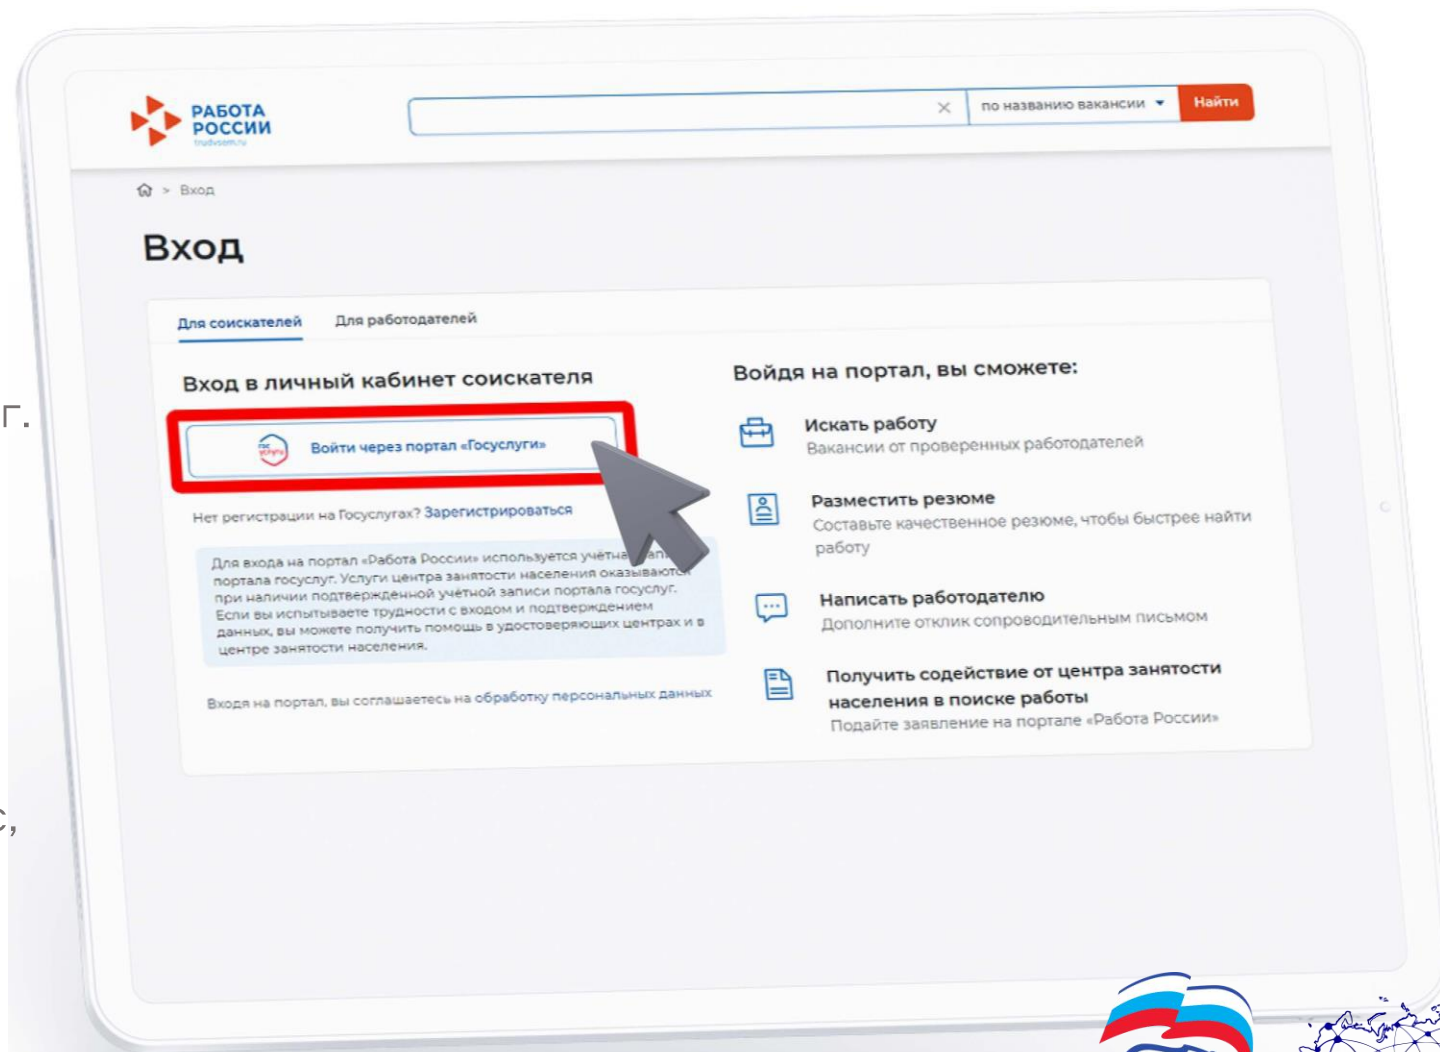 РАБОТА
РОССИИ
trudvsem.ru
по названию вакансии
Найти
> Вход
Вход
Для соискателей
Для работодателей
Вход в личный кабинет соискателя
г.
гос
услуги
Войти через портал «Госуслуги»
Нет регистрации на Госуслугах? Зарегистрироваться
Для входа на портал «Работа России» используется учётна
портала госуслуг. Услуги центра занятости населения оказываются
при наличии подтвержденной учётной записи портала госуслуг.
Если вы испытываете трудности с входом и подтверждением
данных, вы можете получить помощь в удостоверяющих центрах и в
центре занятости населения.
Входя на портал, вы соглашаетесь на обработку персональных данных
с,
Войдя на портал, вы сможете:
Искать работу
Вакансии от проверенных работодателей
Разместить резюме
Составьте качественное резюме, чтобы быстрее найти
работу
Написать работодателю
Дополните отклик сопроводительным письмом
Получить содействие от центра занятости
населения в поиске работы
Подайте заявление на портале «Работа России»